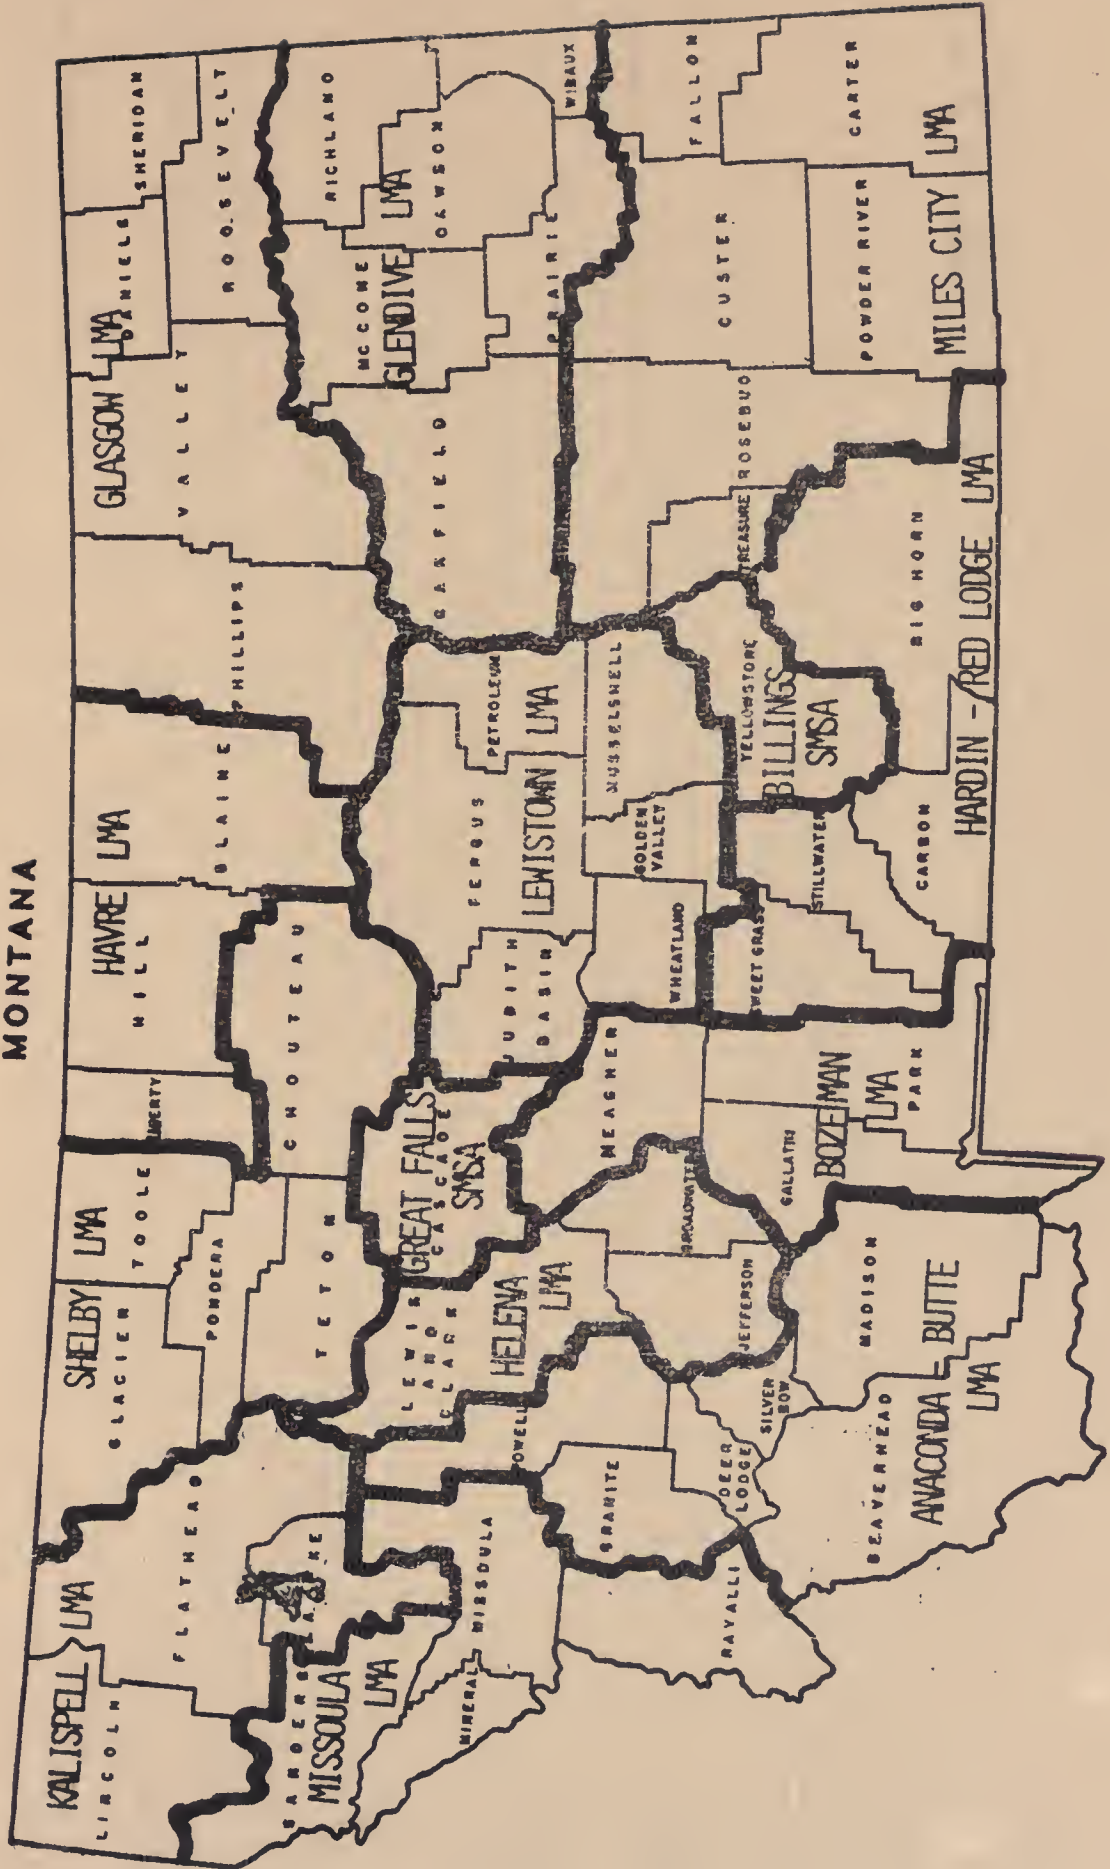 MONTANA
KALISPELL LMA
LINCOLN
FLATHEAD
LAKE
SANDERS
MISSOULA
LMA
MINERAL
MISSOULA
SHELBY
LMA
GLACIER
TOOLE
PONDERA
TETON
LIBERTY
HAVRE LMA
HILL
BLAINE
CHOUTEAU
PHILLIPS
GLASGOW LMA
VALLEY
DANIELS
SHERIDAN
ROOSEVELT
RICHLAND
MCCONE
GLENDIVE LMA
DAWSON
GARFIELD
PRAIRIE
WIBAUX
LEWIS
AND
CLARK
GREAT FALLS
CASCADE
SMSA
HELENA
LMA
POWELL
GRANITE
RAVALLI
DEER
LODGE
SILVER
BOW
JEFFERSON
BROADWATER
MEAGHER
JUDITH
BASIN
FERGUS
PETROLEUM
LEWISTOWN LMA
WHEATLAND
GOLDEN
VALLEY
MUSSELSHELL
BEAVERHEAD
ANACONDA - BUTTE
LMA
MADISON
GALLATIN
BOZEMAN
LMA
PARK
SWEET GRASS
STILLWATER
CARBON
YELLOWSTONE
BILLINGS
SMSA
TREASURE
ROSEBUD
BIG HORN
HARDIN -/RED LODGE LMA
CUSTER
POWDER RIVER
MILES CITY LMA
FALLON
CARTER